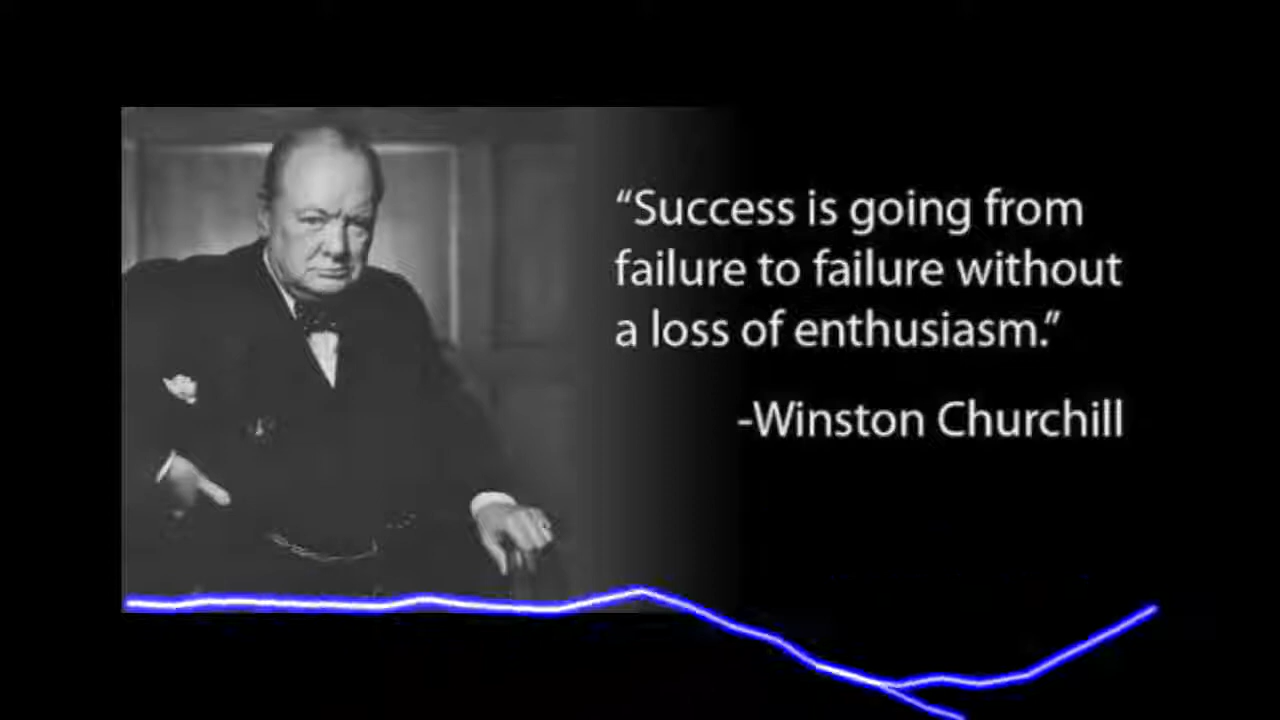 “Success is going from
failure to failure without
a loss of enthusiasm.”
-Winston Churchill